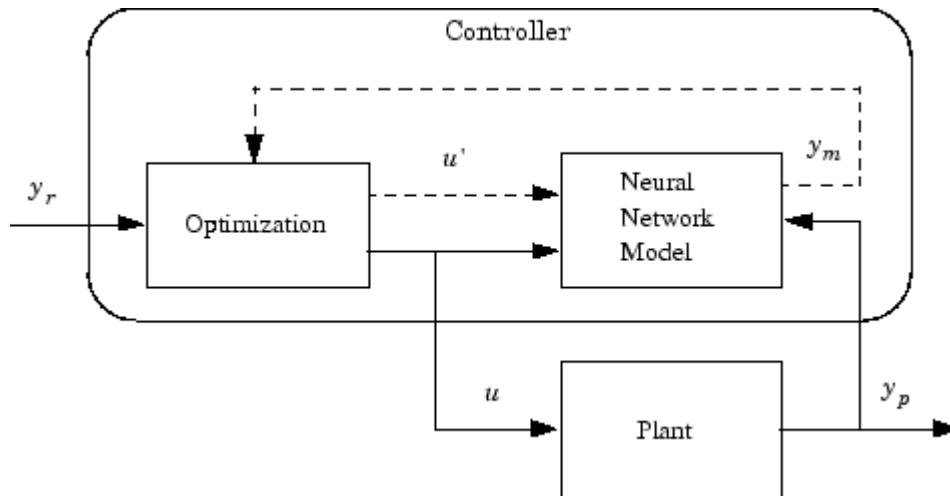 Controller
u'
y_m
y_r
Optimization
Neural
Network
Model
u
y_p
Plant